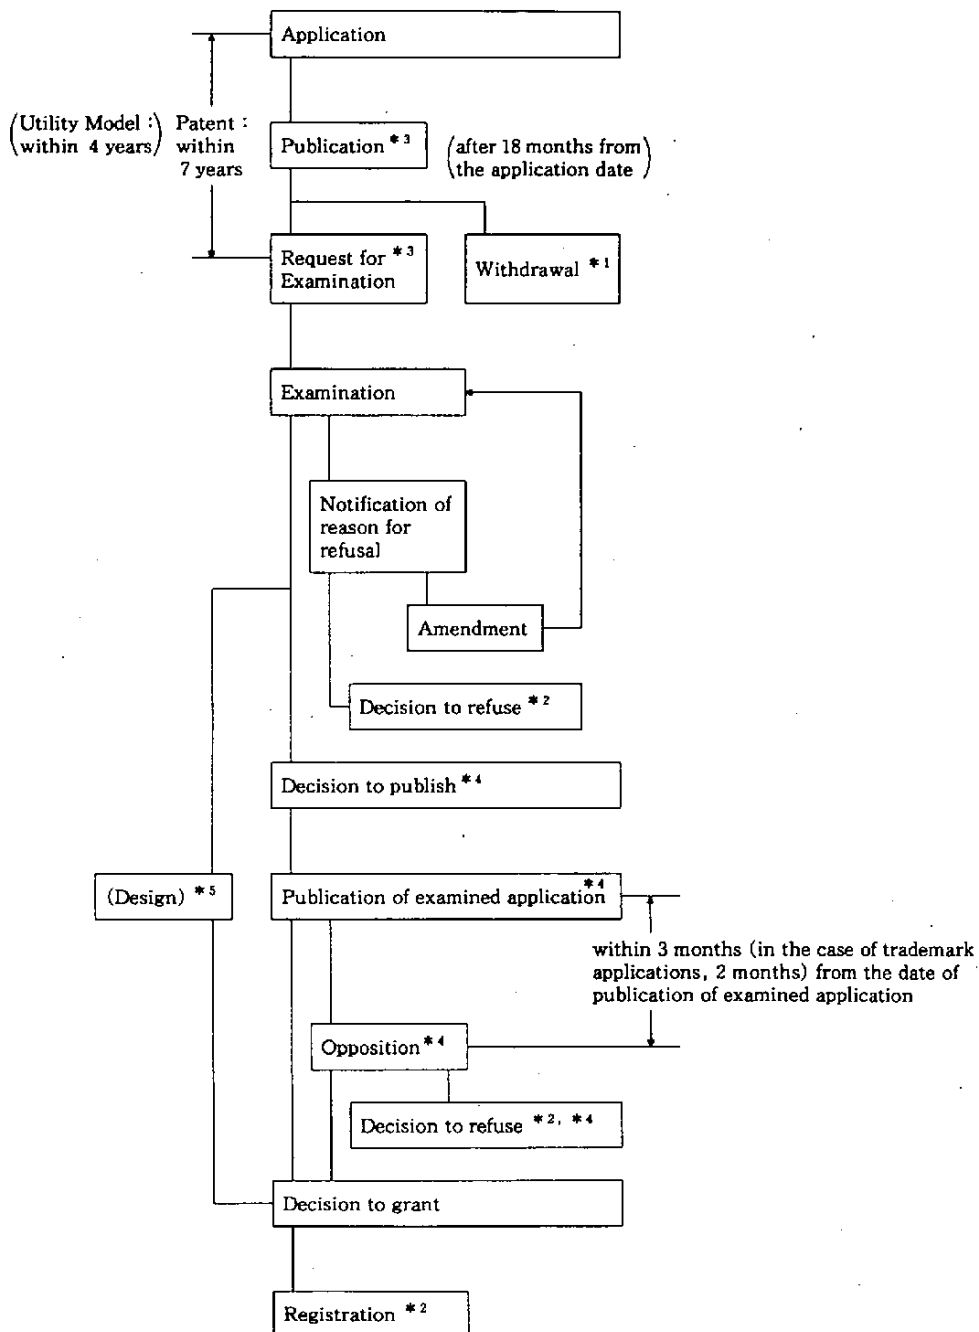 Application
(Utility Model :
within 4 years)
Patent :
within
7 years
Publication *3
(after 18 months from
the application date)
Request for *3
Examination
Withdrawal *1
Examination
Notification of
reason for
refusal
Amendment
Decision to refuse *2
Decision to publish *4
(Design) *5
Publication of examined application *4
within 3 months (in the case of trademark
applications, 2 months) from the date of
publication of examined application
Opposition *4
Decision to refuse *2, *4
Decision to grant
Registration *2